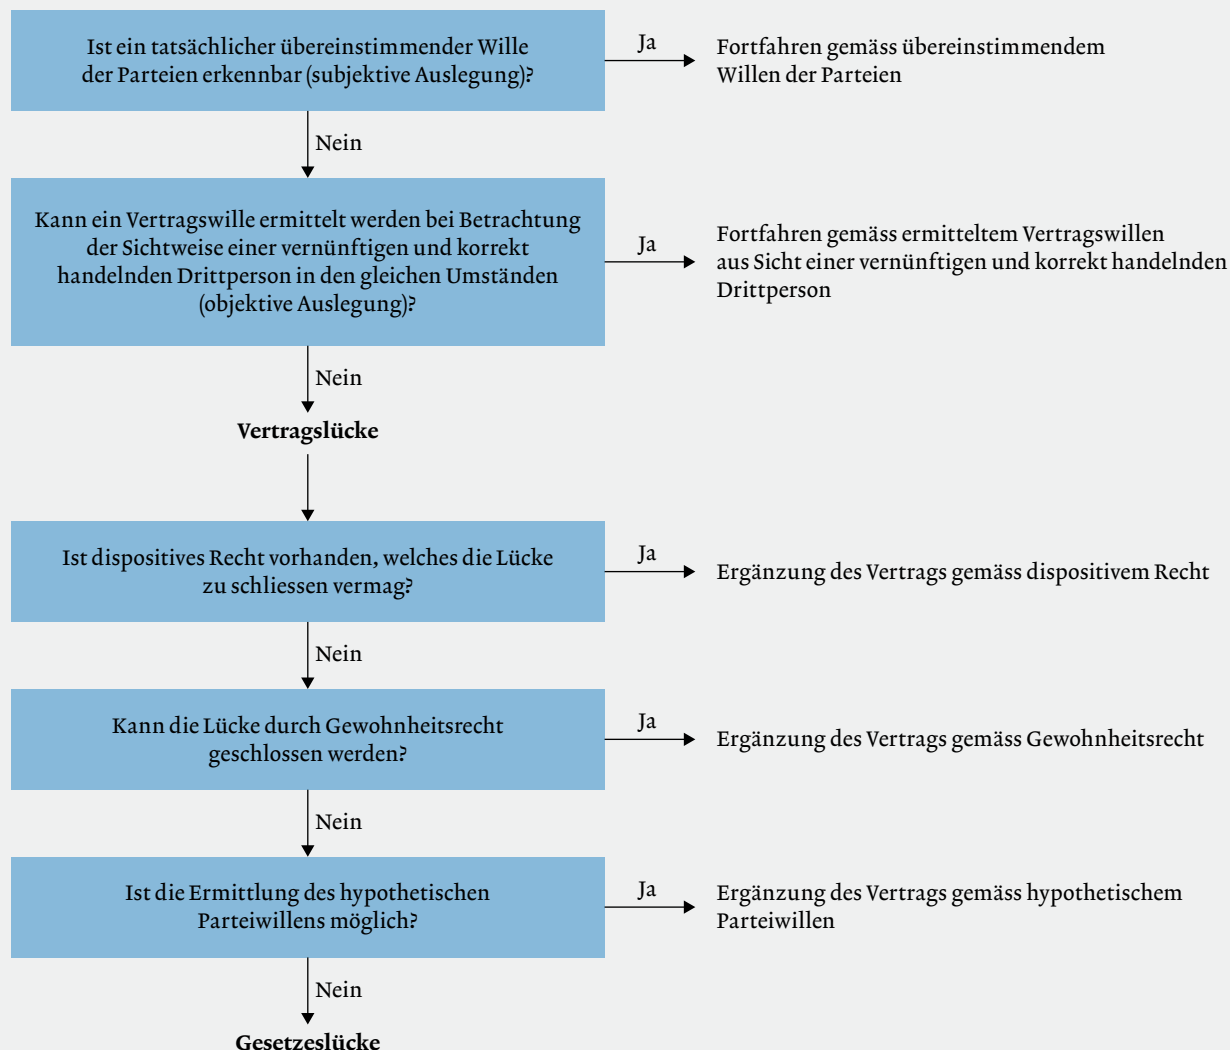 Ist ein tatsächlicher übereinstimmender Wille
der Parteien erkennbar (subjektive Auslegung)?
Ja
Fortfahren gemäss übereinstimmendem
Willen der Parteien
Nein
Kann ein Vertragswille ermittelt werden bei Betrachtung
der Sichtweise einer vernünftigen und korrekt
handelnden Drittperson in den gleichen Umständen
(objektive Auslegung)?
Ja
Fortfahren gemäss ermitteltem Vertragswillen
aus Sicht einer vernünftigen und korrekt handelnden
Drittperson
Nein
Vertragslücke
Ist dispositives Recht vorhanden, welches die Lücke
zu schliessen vermag?
Ja
Ergänzung des Vertrags gemäss dispositivem Recht
Nein
Kann die Lücke durch Gewohnheitsrecht
geschlossen werden?
Ja
Ergänzung des Vertrags gemäss Gewohnheitsrecht
Nein
Ist die Ermittlung des hypothetischen
Parteiwillens möglich?
Ja
Ergänzung des Vertrags gemäss hypothetischem
Parteiwillen
Nein
Gesetzeslücke